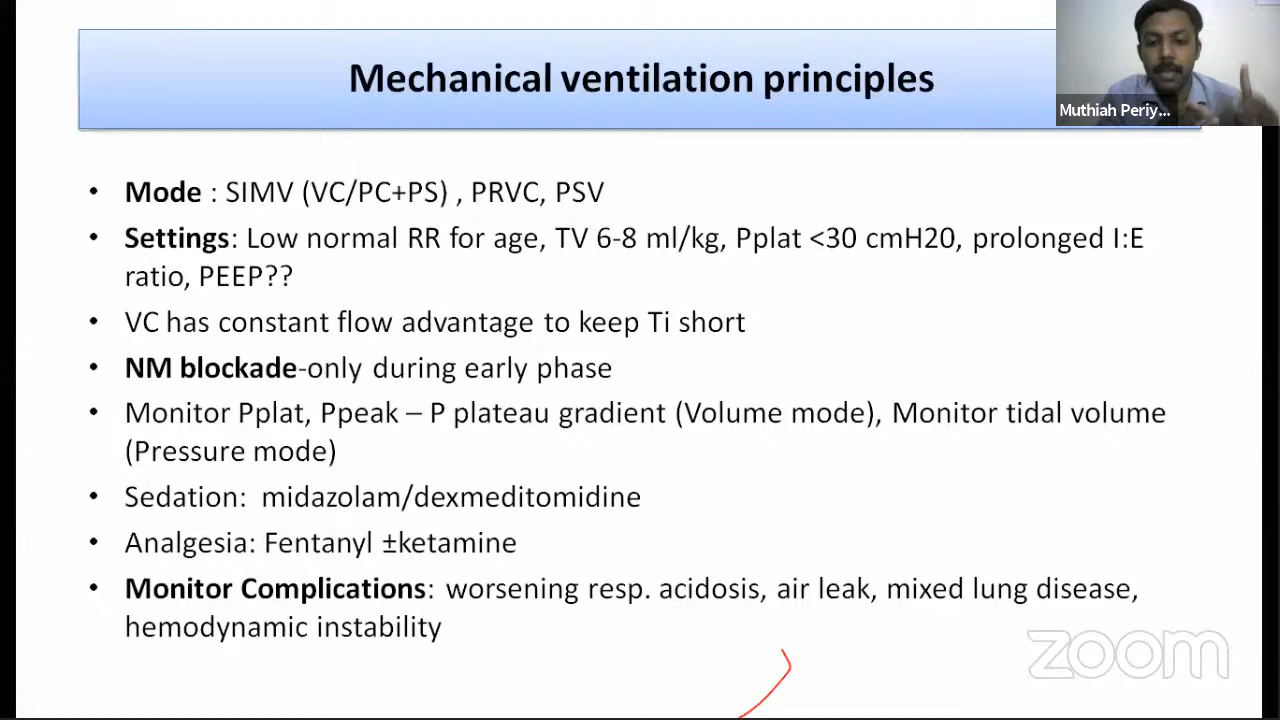 Mechanical ventilation principles
Muthiah Periy...
• Mode : SIMV (VC/PC+PS) , PRVC, PSV
• Settings: Low normal RR for age, TV 6-8 ml/kg, Pplat <30 cmH20, prolonged I:E
ratio, PEEP??
• VC has constant flow advantage to keep Ti short
• NM blockade-only during early phase
• Monitor Pplat, Ppeak – P plateau gradient (Volume mode), Monitor tidal volume
(Pressure mode)
• Sedation: midazolam/dexmeditomidine
• Analgesia: Fentanyl ±ketamine
• Monitor Complications: worsening resp. acidosis, air leak, mixed lung disease,
hemodynamic instability
zoom